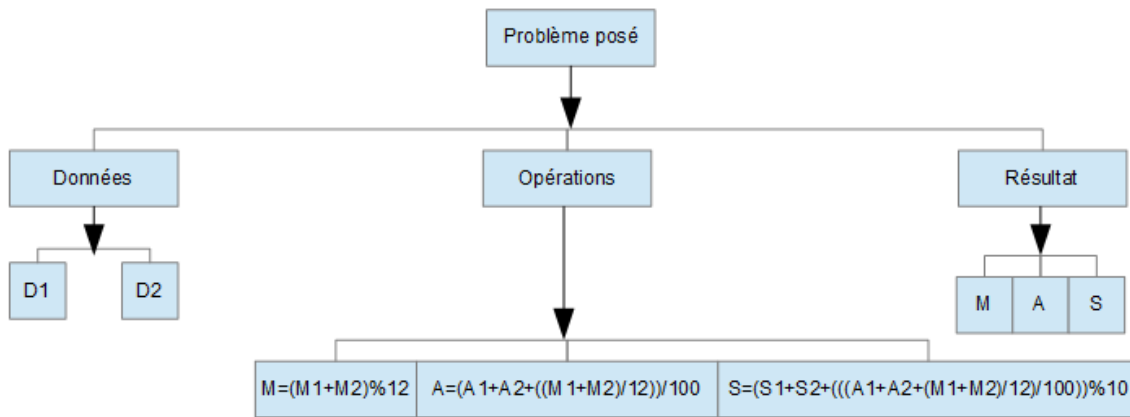 Problème posé
Données
Opérations
Résultat
D1
D2
M
A
S
M=(M1+M2)%12
A=(A1+A2+((M1+M2)/12))/100
S=(S1+S2+(((A1+A2+(M1+M2)/12)/100))%10